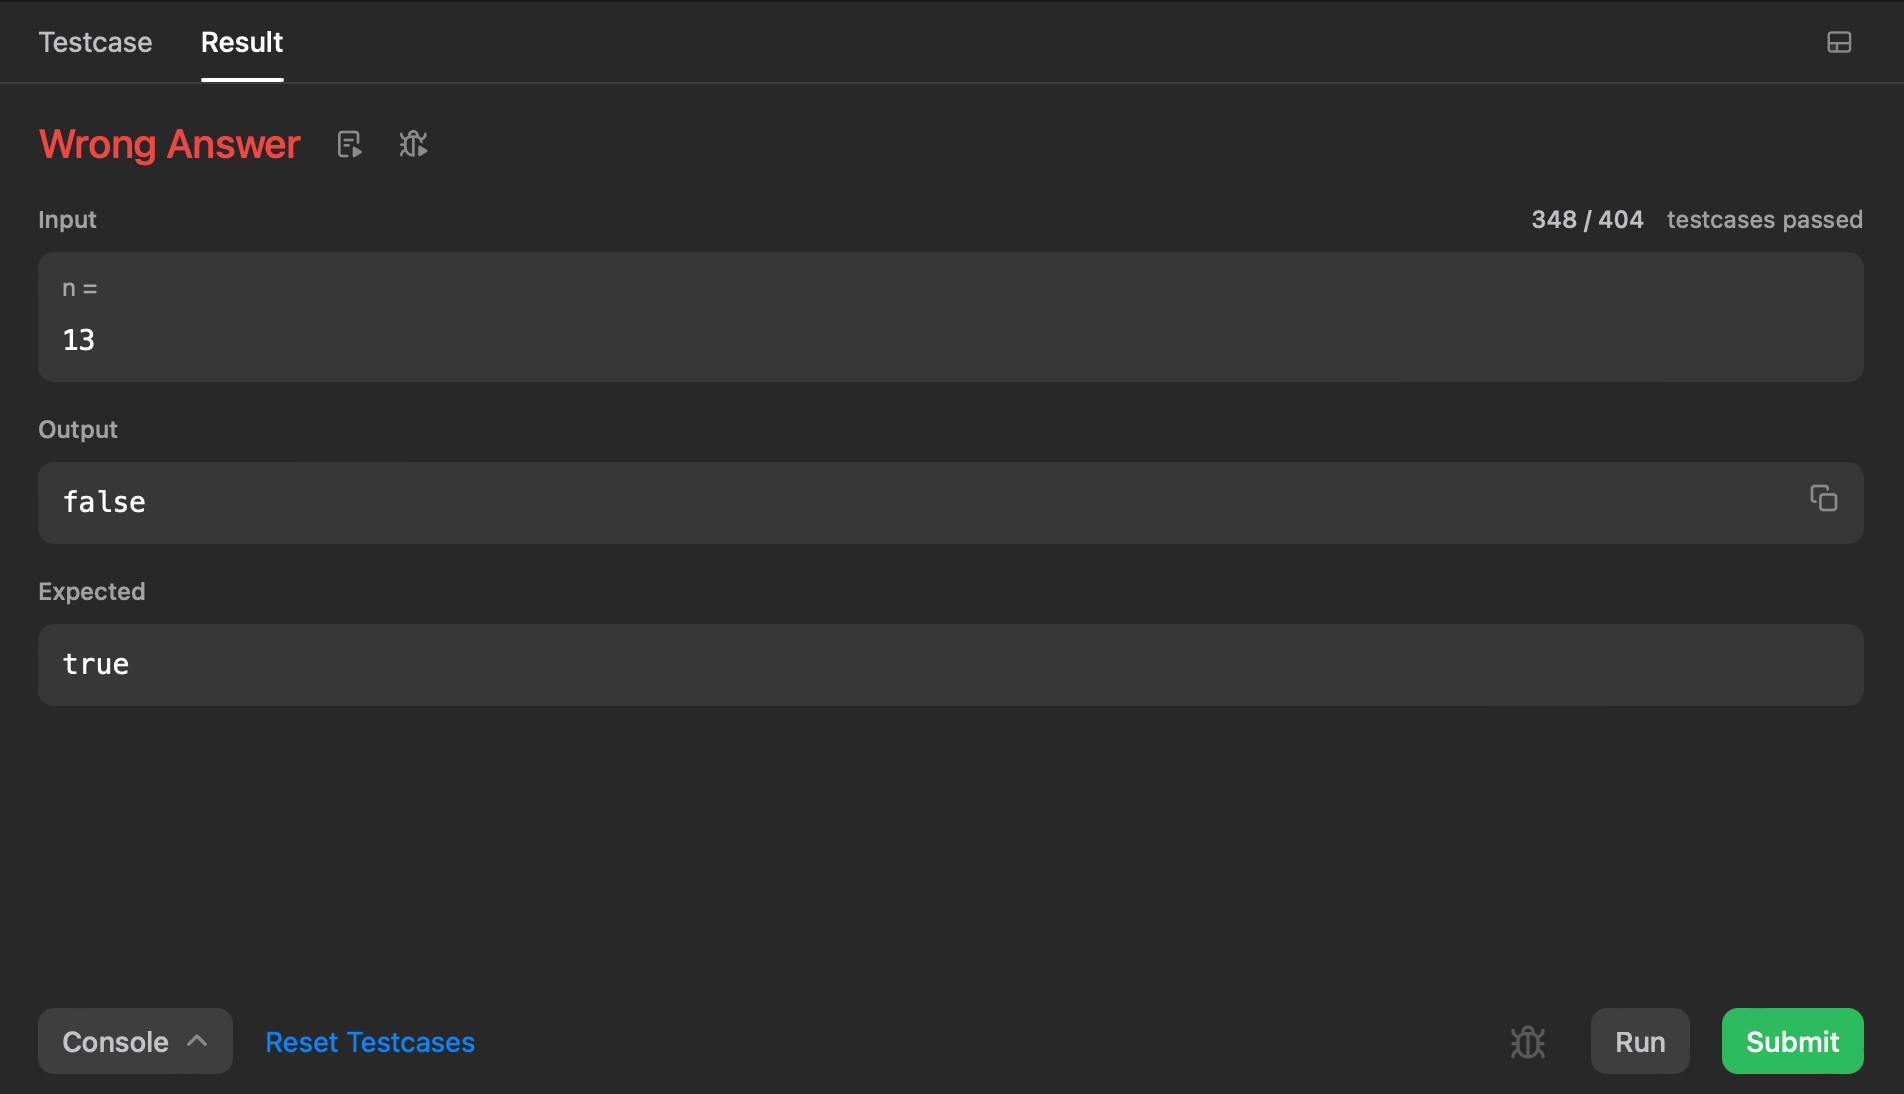 Testcase Result
Wrong Answer
Input 348 / 404 testcases passed
n =
13
Output
false
Expected
true
Console Reset Testcases Run Submit